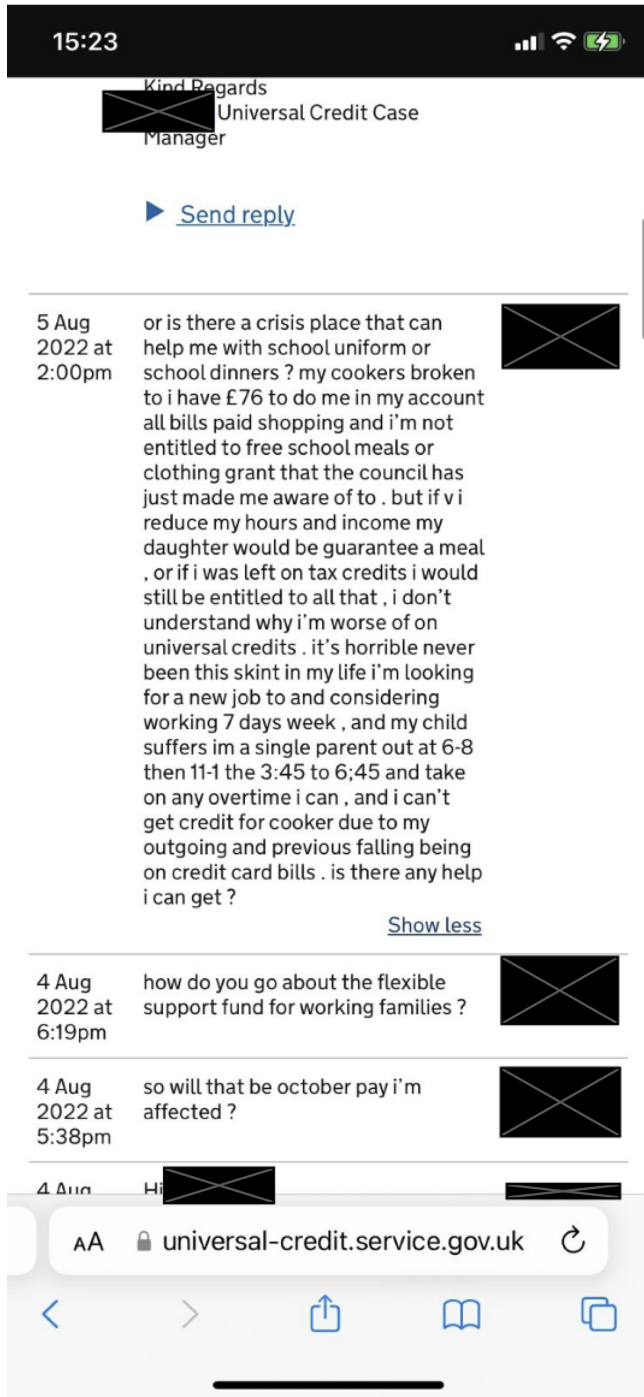 15:23
Kind Regards
Universal Credit Case
Manager
Send reply
5 Aug
2022 at
2:00pm
or is there a crisis place that can
help me with school uniform or
school dinners ? my cookers broken
to i have £76 to do me in my account
all bills paid shopping and i'm not
entitled to free school meals or
clothing grant that the council has
just made me aware of to . but if v i
reduce my hours and income my
daughter would be guarantee a meal
, or if i was left on tax credits i would
still be entitled to all that , i don't
understand why i'm worse of on
universal credits . it's horrible never
been this skint in my life i'm looking
for a new job to and considering
working 7 days week , and my child
suffers im a single parent out at 6-8
then 11-1 the 3:45 to 6;45 and take
on any overtime i can , and i can't
get credit for cooker due to my
outgoing and previous falling being
on credit card bills . is there any help
i can get ?
Show less
4 Aug
2022 at
6:19pm
how do you go about the flexible
support fund for working families ?
4 Aug
2022 at
5:38pm
so will that be october pay i'm
affected ?
4 Aug
Hi
AA universal-credit.service.gov.uk